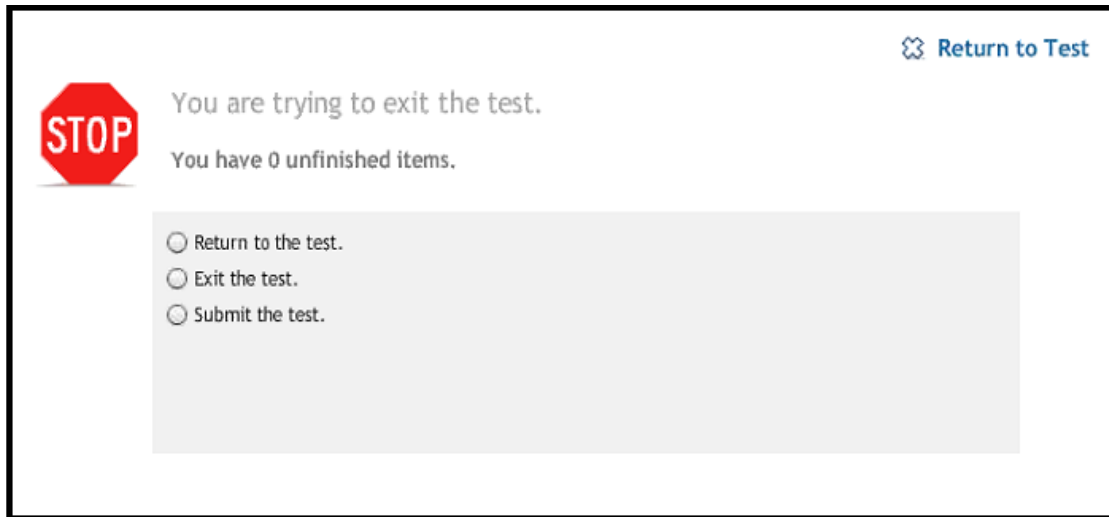 Return to Test
STOP
You are trying to exit the test.
You have 0 unfinished items.
Return to the test.
Exit the test.
Submit the test.